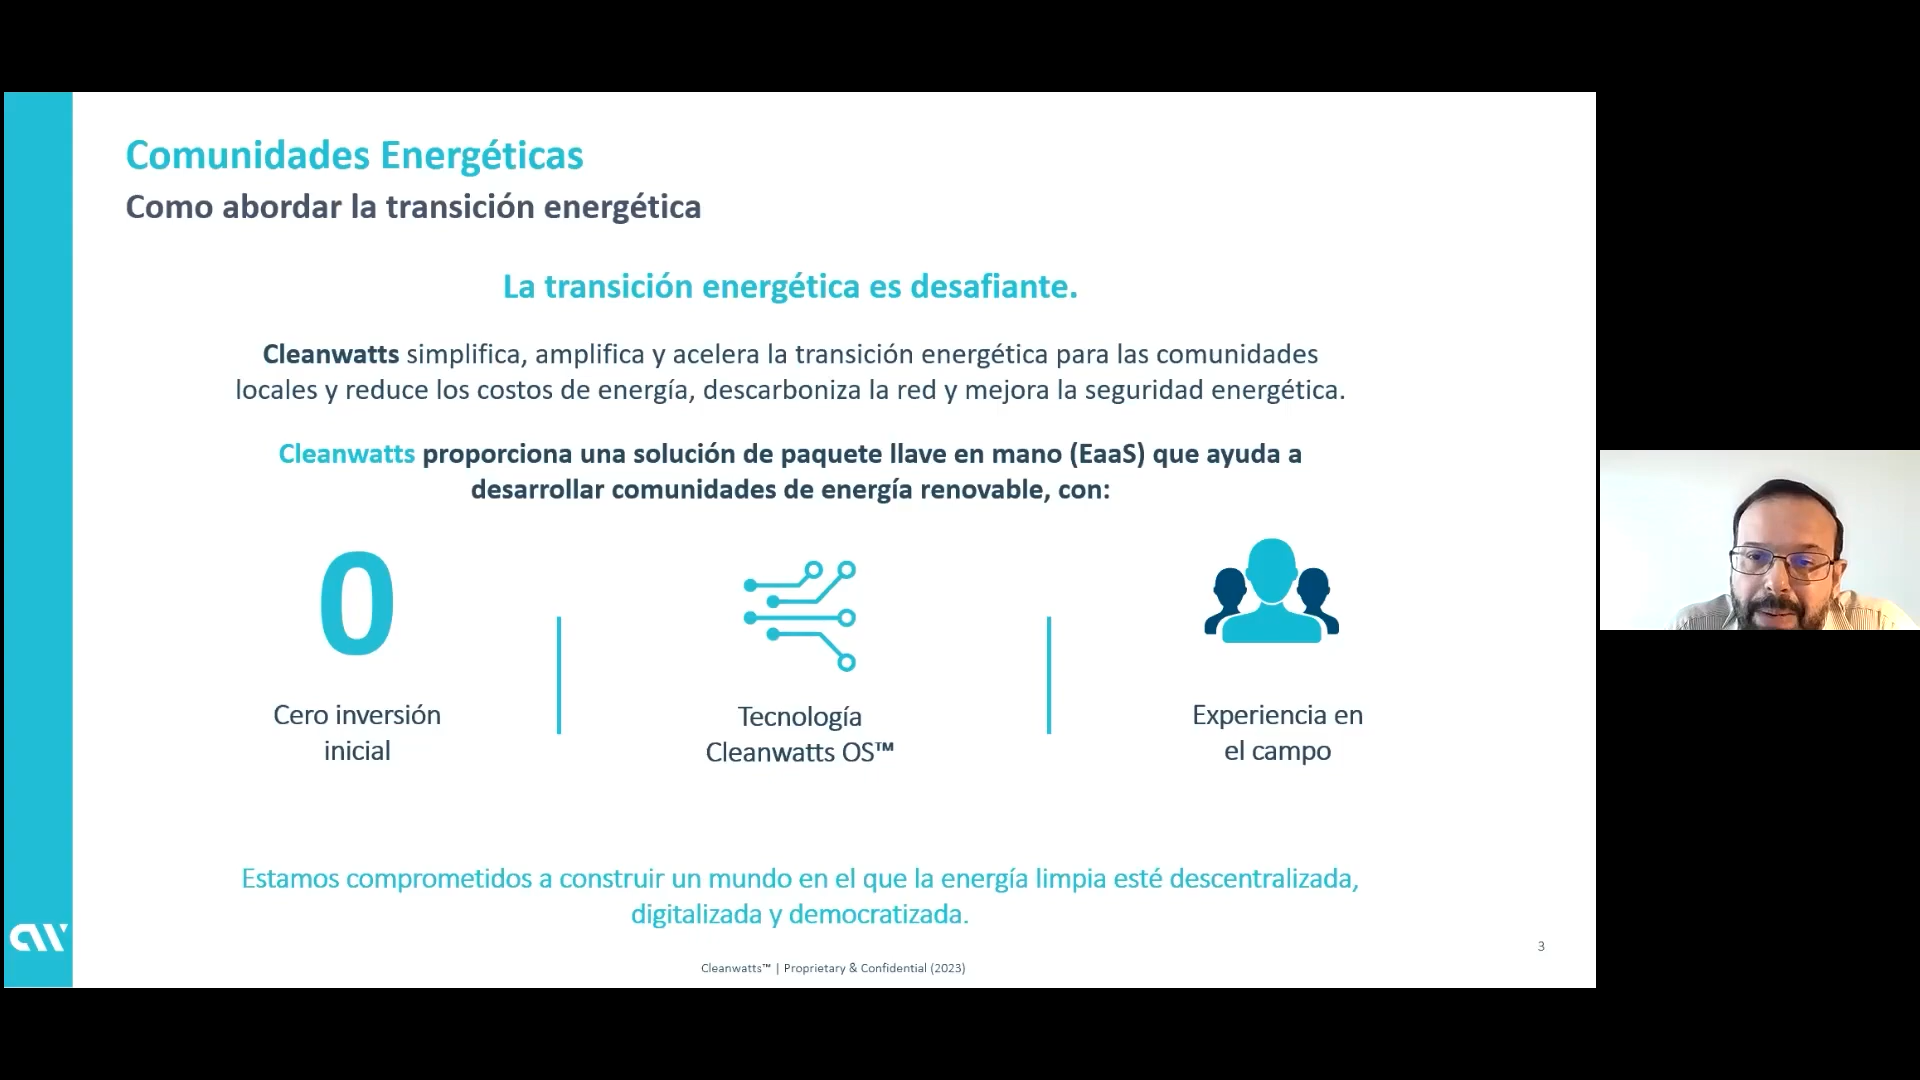 Comunidades Energéticas
Como abordar la transición energética
La transición energética es desafiante.
Cleanwatts simplifica, amplifica y acelera la transición energética para las comunidades
locales y reduce los costos de energía, descarboniza la red y mejora la seguridad energética.
Cleanwatts proporciona una solución de paquete llave en mano (EaaS) que ayuda a
desarrollar comunidades de energía renovable, con:
0
Cero inversión
inicial
Tecnología
Cleanwatts OS™
Experiencia en
el campo
Estamos comprometidos a construir un mundo en el que la energía limpia esté descentralizada,
digitalizada y democratizada.
3
Cleanwatts™ | Proprietary & Confidential (2023)